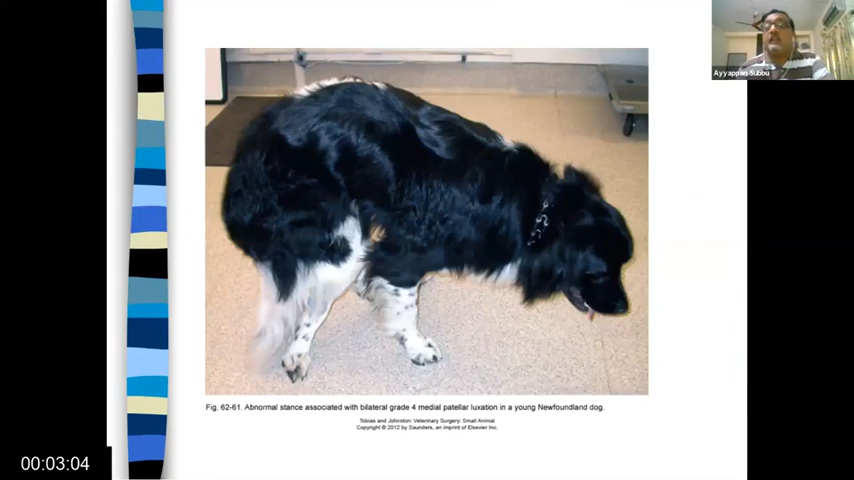 Ayyappan Subbu
Fig. 62-61. Abnormal stance associated with bilateral grade 4 medial patellar luxation in a young Newfoundland dog.
Tobias and Johnston: Veterinary Surgery: Small Animal
Copyright © 2012 by Saunders, an imprint of Elsevier Inc.
00:03:04